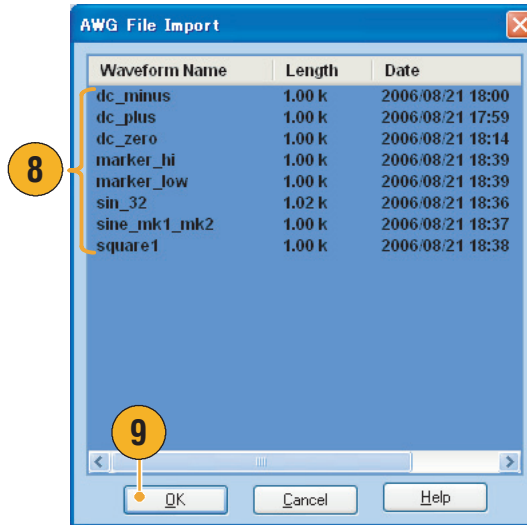 AWG File Import
Waveform Name Length Date
dc_minus 1.00 k 2006/08/21 18:00
dc_plus 1.00 k 2006/08/21 17:59
dc_zero 1.00 k 2006/08/21 18:14
marker_hi 1.00 k 2006/08/21 18:39
8
marker_low 1.00 k 2006/08/21 18:39
sin_32 1.02 k 2006/08/21 18:36
sine_mk1_mk2 1.00 k 2006/08/21 18:37
square1 1.00 k 2006/08/21 18:38
9
OK Cancel Help